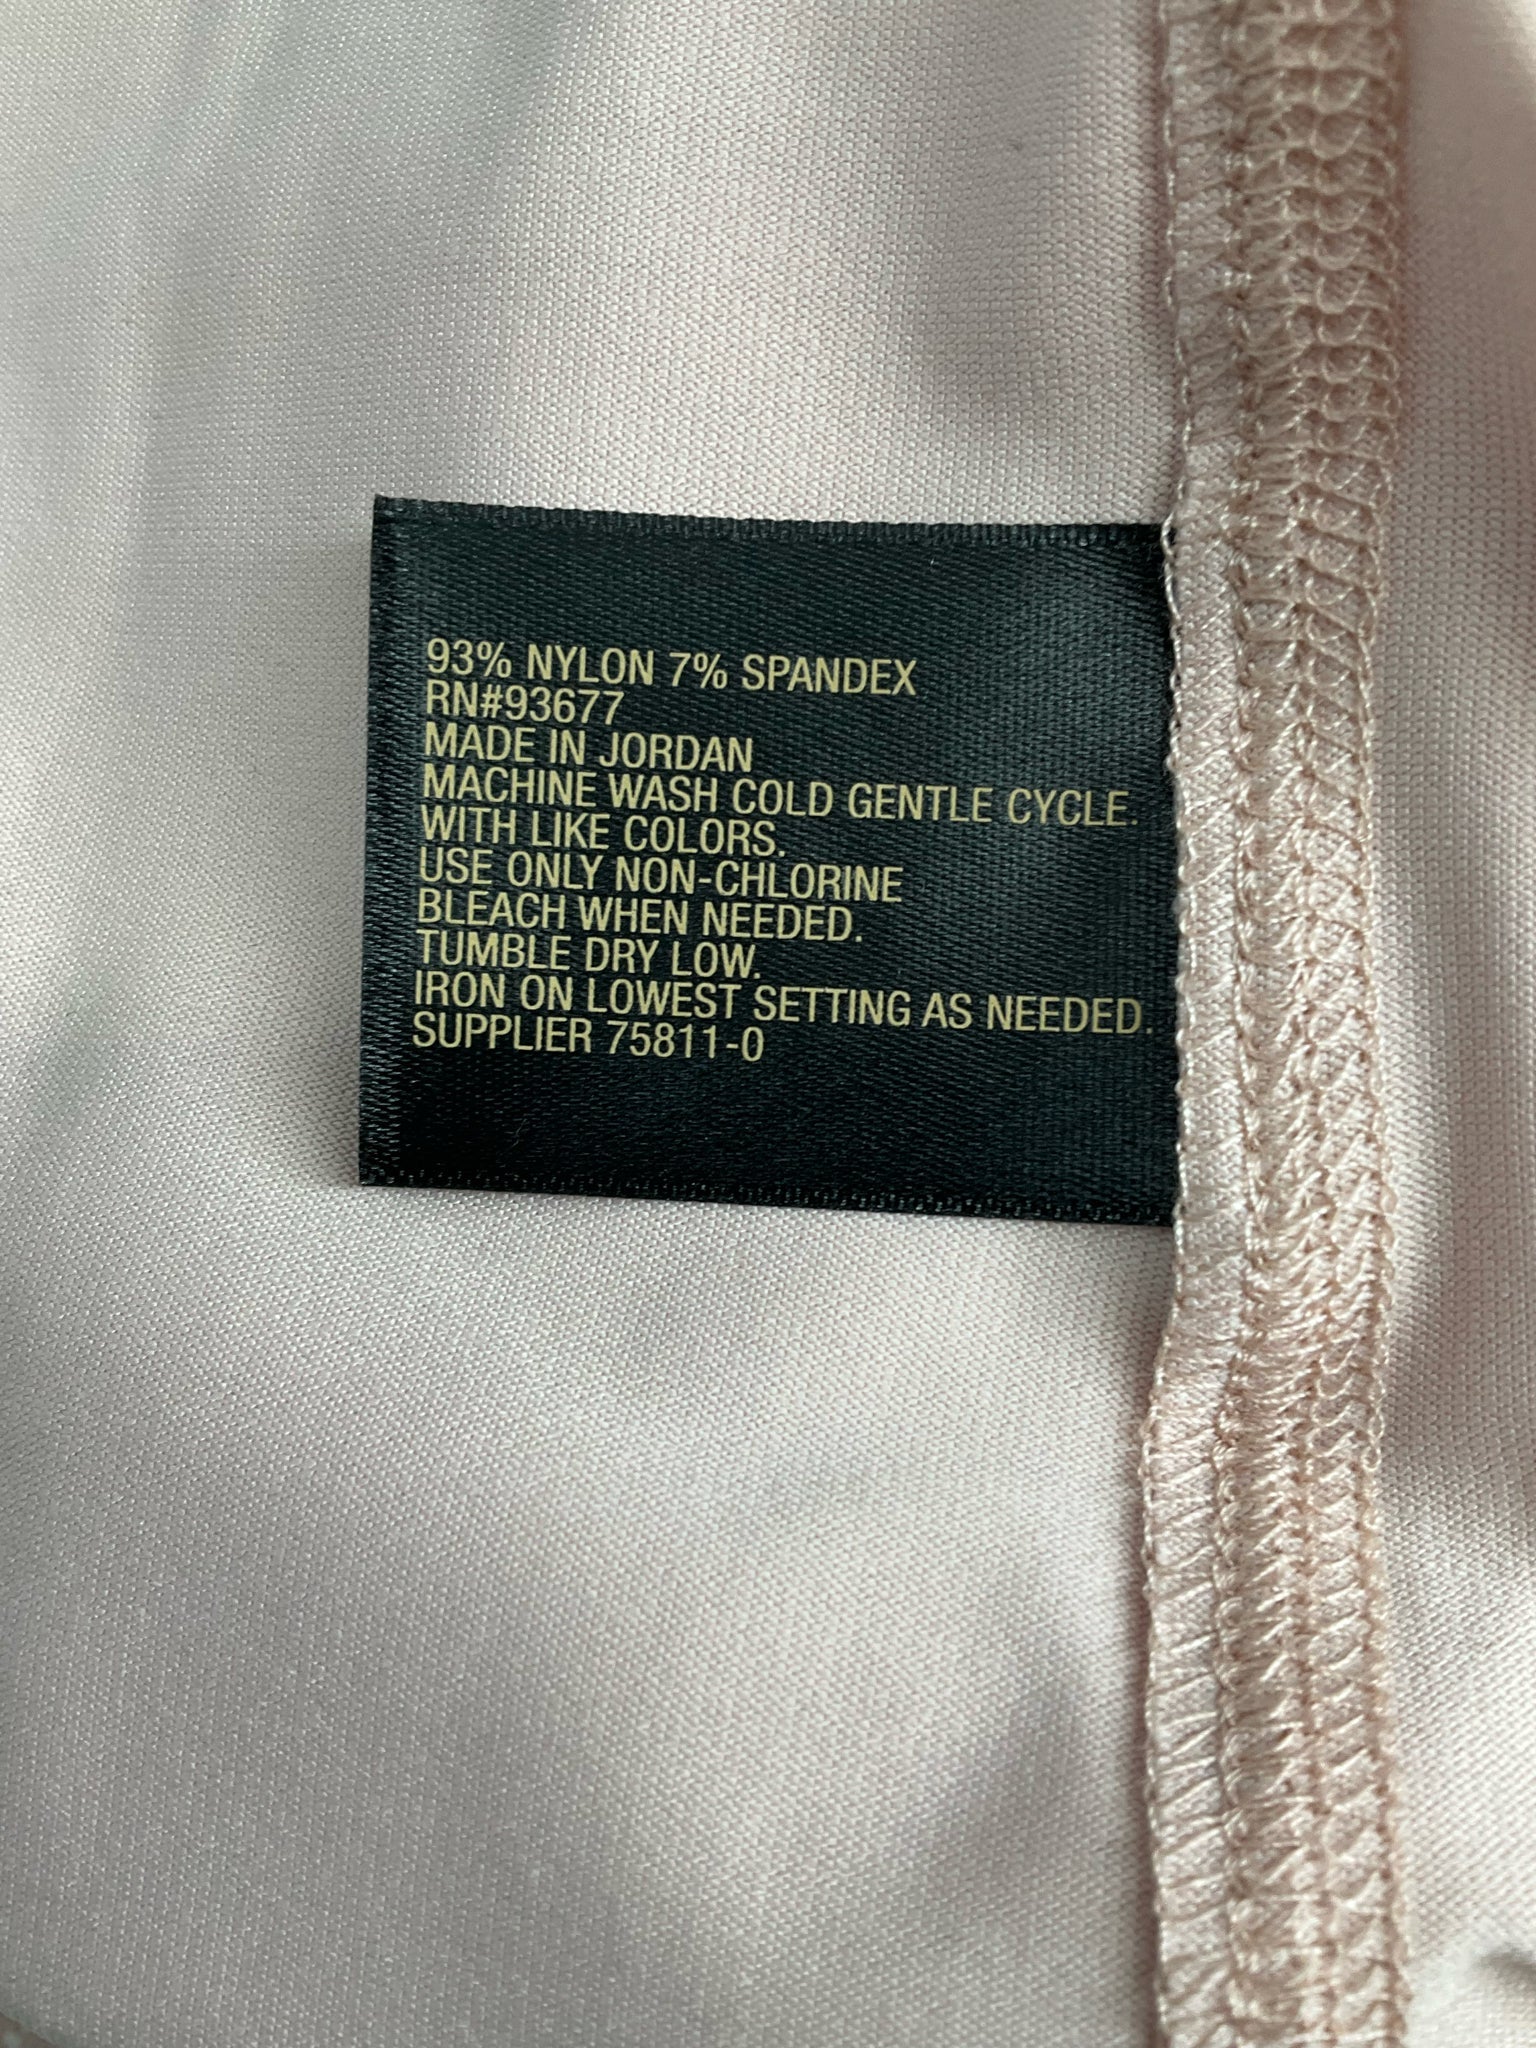 93% NYLON 7% SPANDEX
RN#93677
MADE IN JORDAN
MACHINE WASH COLD GENTLE CYCLE.
WITH LIKE COLORS.
USE ONLY NON-CHLORINE
BLEACH WHEN NEEDED.
TUMBLE DRY LOW.
IRON ON LOWEST SETTING AS NEEDED.
SUPPLIER 75811-0